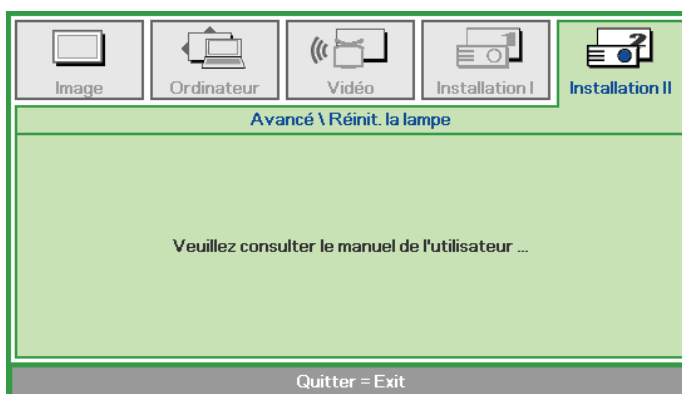 Image Ordinateur Vidéo Installation I Installation II
Avancé \ Réinit. la lampe
Veuillez consulter le manuel de l'utilisateur ...
Quitter = Exit